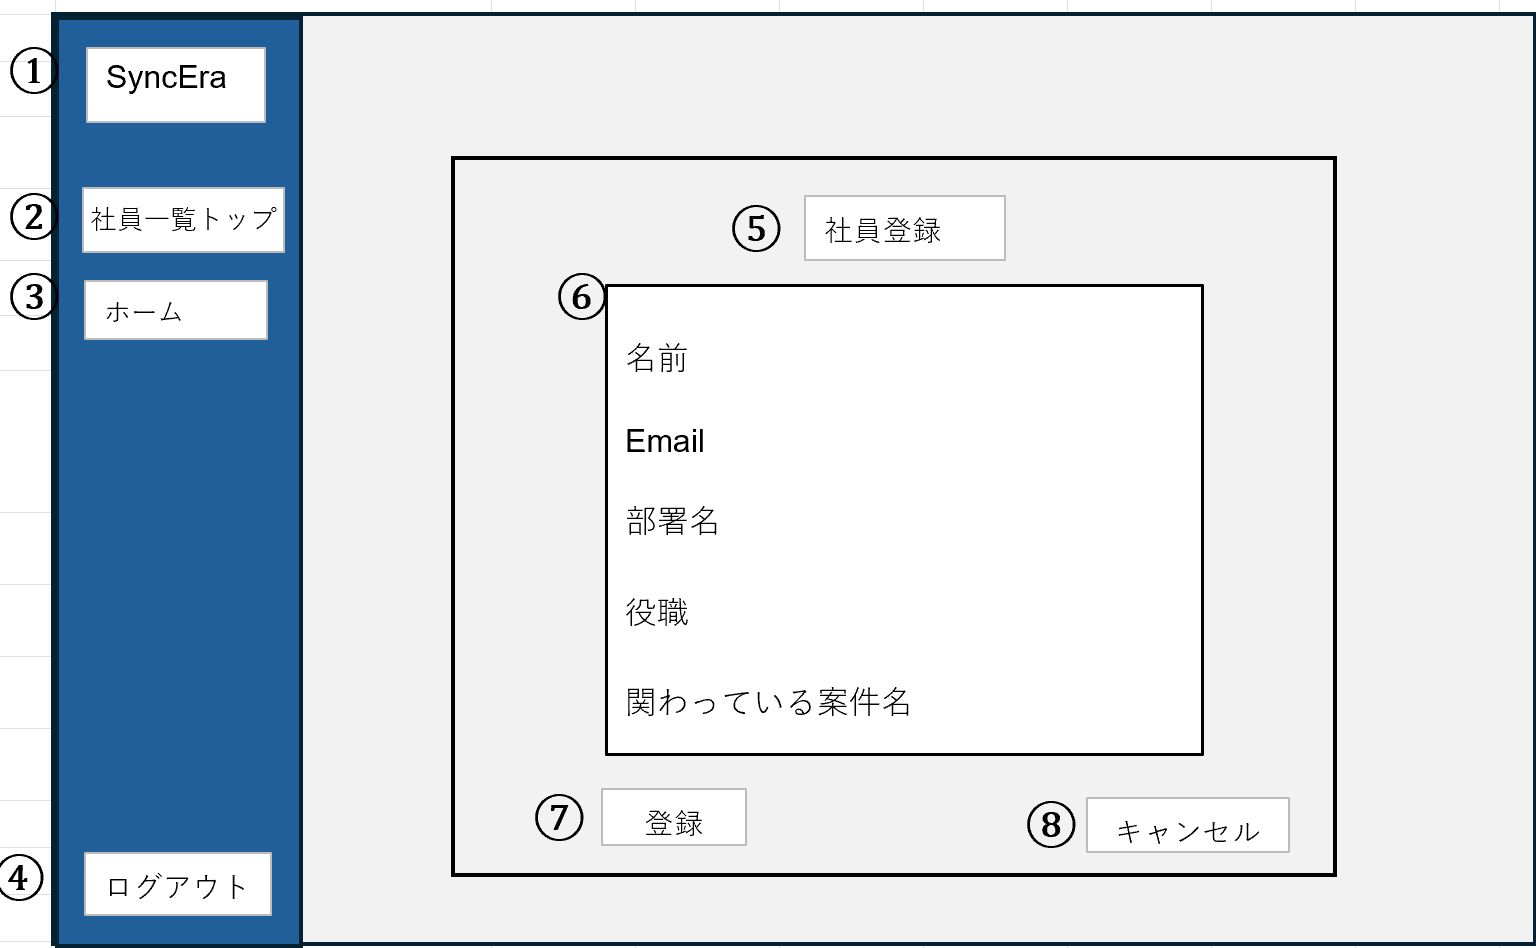 ① SyncEra
② 社員一覧トップ
③ ホーム
④ ログアウト
⑤ 社員登録
⑥
名前
Email
部署名
役職
関わっている案件名
⑦ 登録
⑧ キャンセル